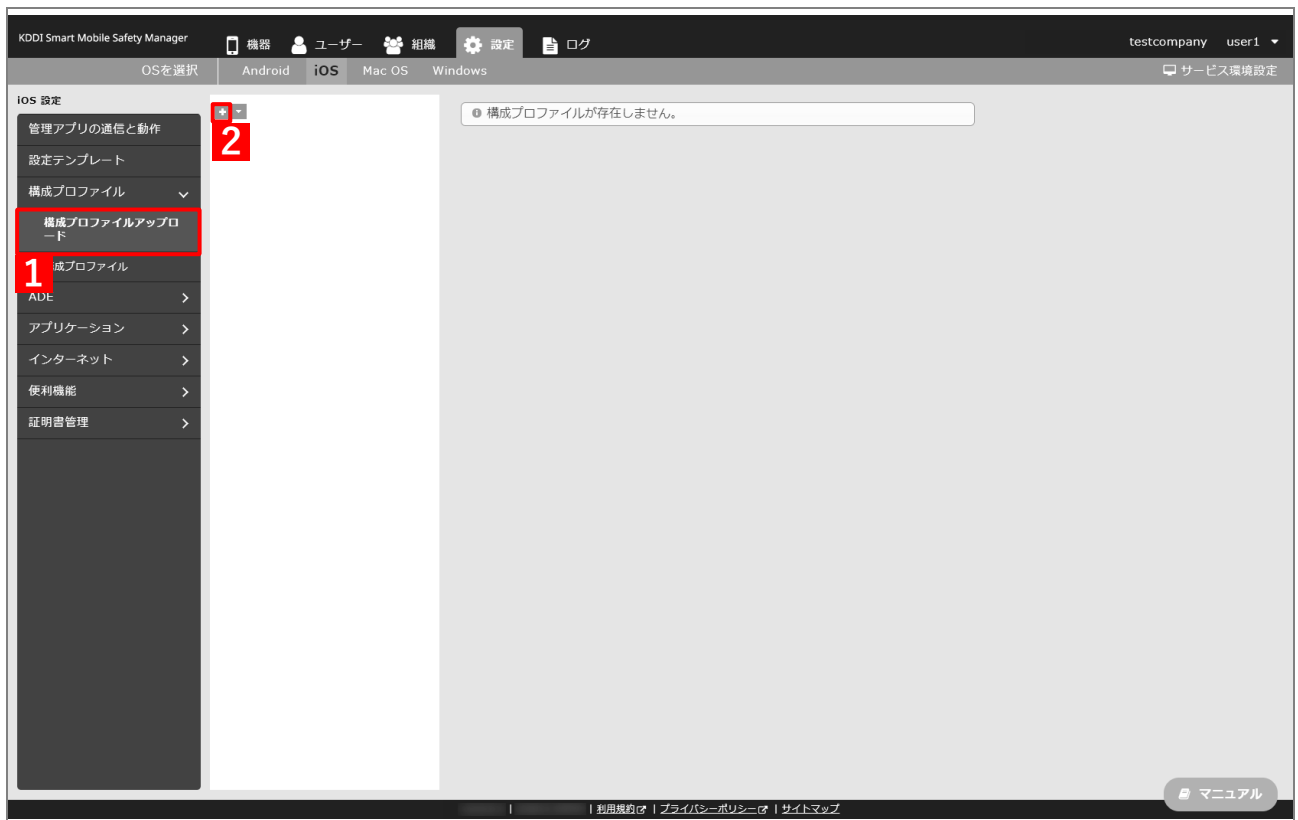 KDDI Smart Mobile Safety Manager
機器
ユーザー
組織
設定
ログ
testcompany user1
OSを選択
Android
iOS
Mac OS
Windows
サービス環境設定
iOS 設定
管理アプリの通信と動作
設定テンプレート
構成プロファイル
構成プロファイルアップロ
ード
1
成プロファイル
ADE
アプリケーション
インターネット
便利機能
証明書管理
2
構成プロファイルが存在しません。
マニュアル
| | 利用規約 | プライバシーポリシー | サイトマップ